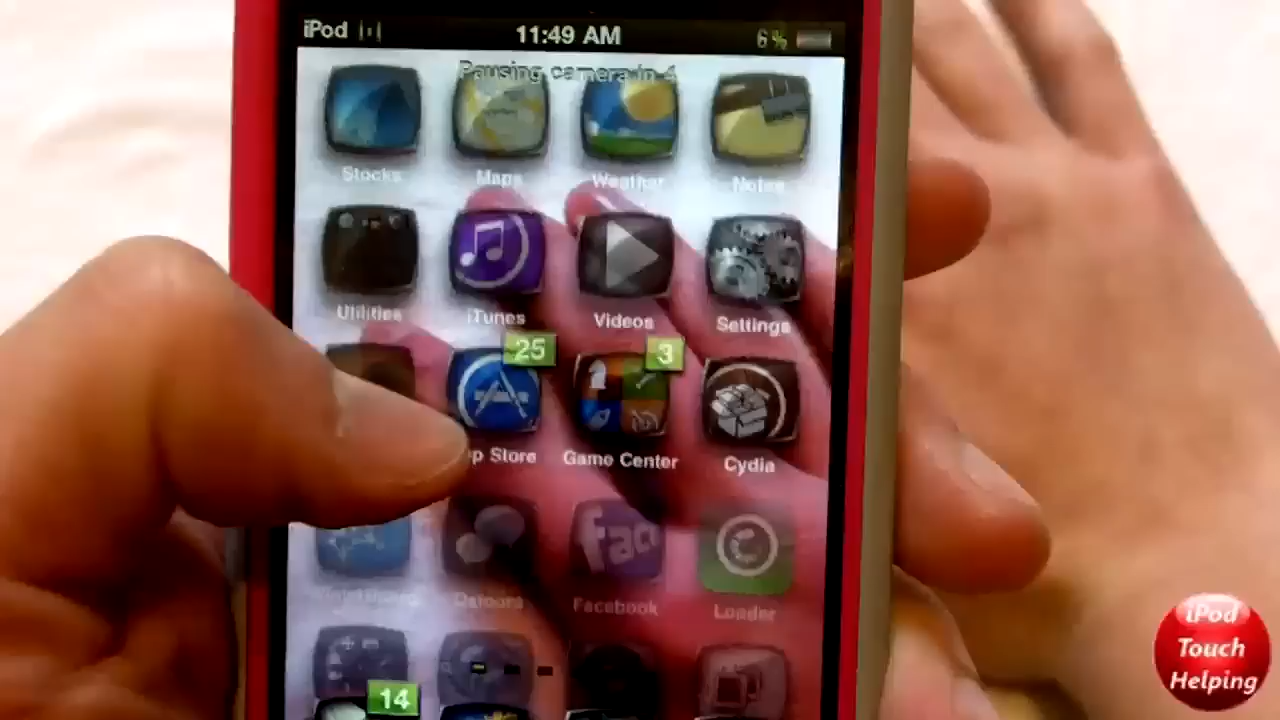 iPod
11:49 AM
6%
Pausing camera in 4
Stocks
Maps
Weather
Notes
Utilities
iTunes
Videos
Settings
25
3
p Store
Game Center
Cydia
fac
Facebook
Loader
14
iPod
Touch
Helping